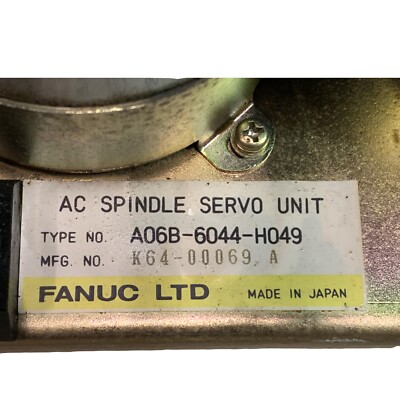 AC SPINDLE SERVO UNIT
TYPE NO. A06B-6044-H049
MFG. NO. K64-00069 A
FANUC LTD MADE IN JAPAN